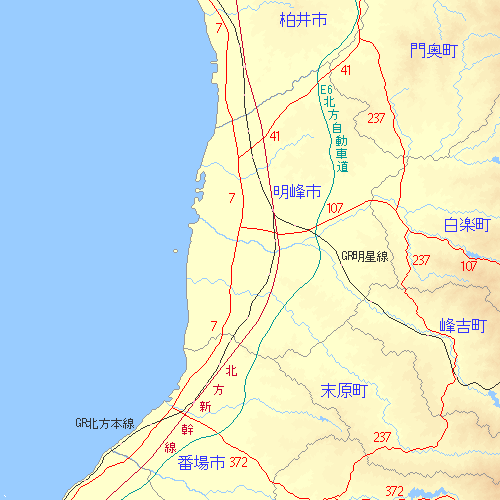 7
柏井市
門奥町
41
E6
北方自動車道
237
41
7
明峰市
107
白楽町
GR明星線
237
107
7
峰吉町
北方新幹線
末原町
GR北方本線
237
番場市
372
372